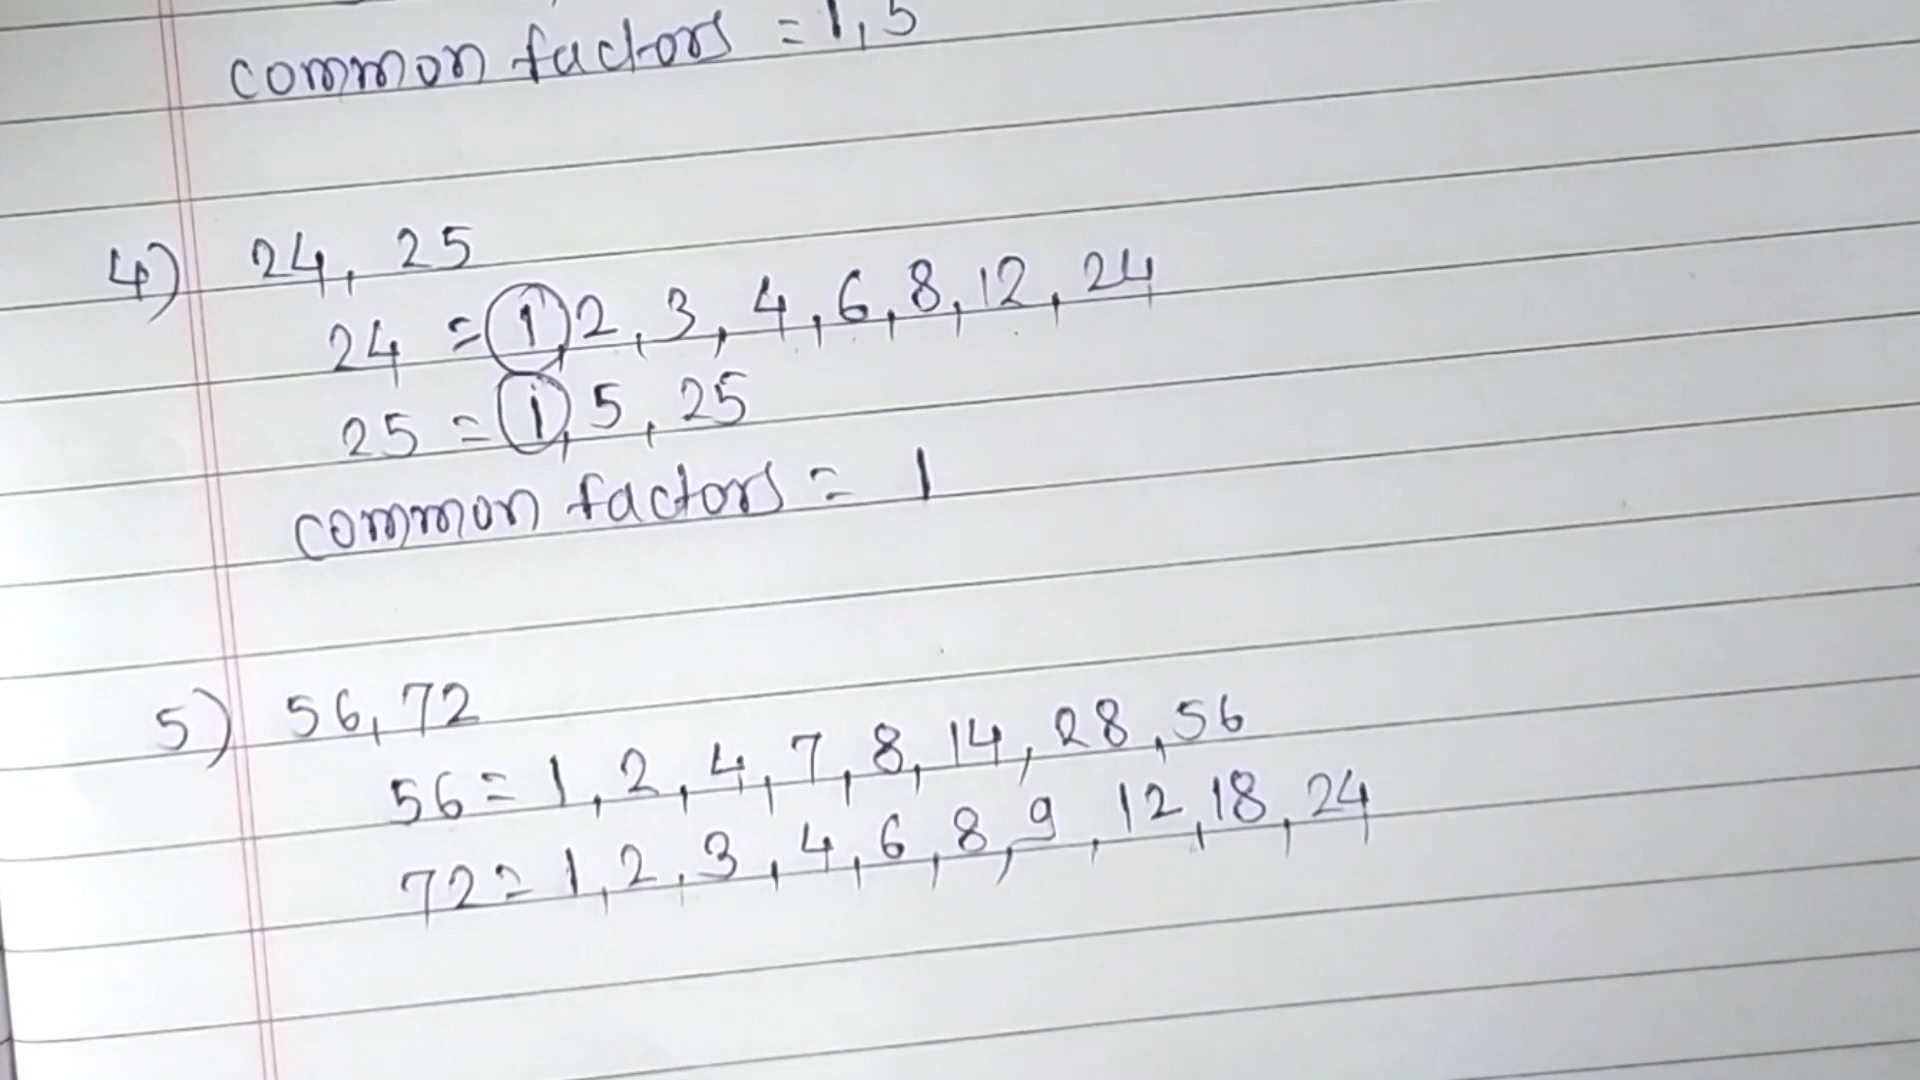 common factors = 1, 5
4) 24, 25
24 = 1, 2, 3, 4, 6, 8, 12, 24
25 = 1, 5, 25
common factors = 1
5) 56, 72
56 = 1, 2, 4, 7, 8, 14, 28, 56
72 = 1, 2, 3, 4, 6, 8, 9, 12, 18, 24